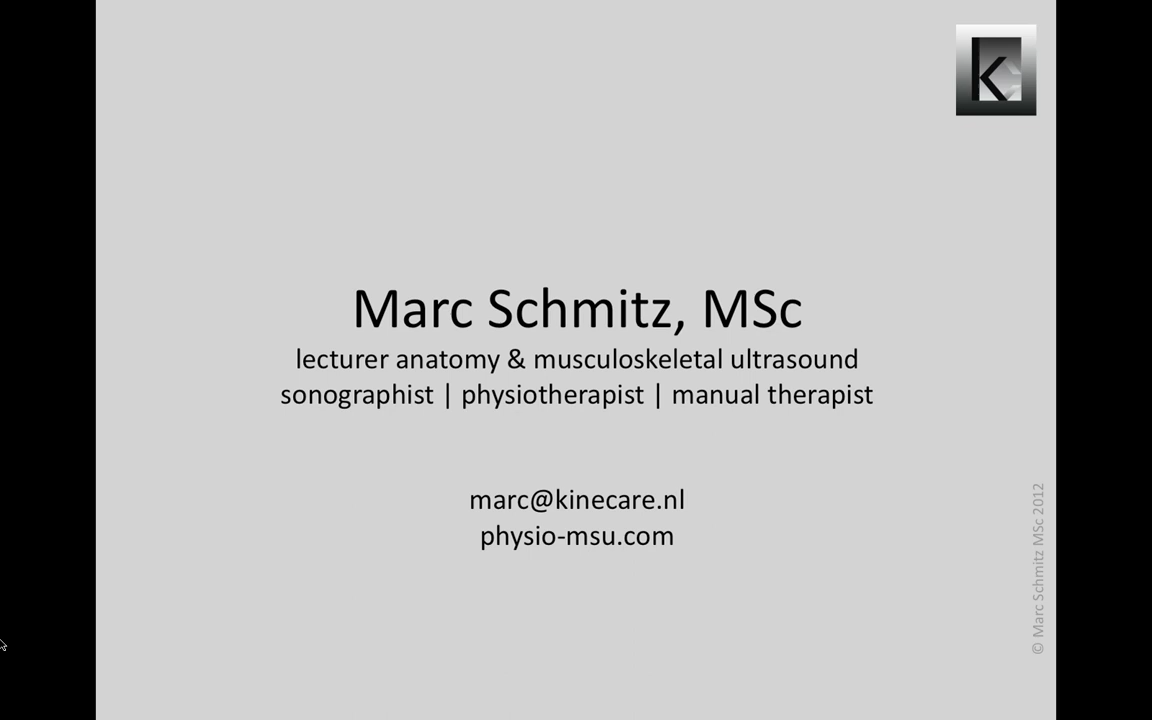 Marc Schmitz, MSc
lecturer anatomy & musculoskeletal ultrasound
sonographist | physiotherapist | manual therapist
marc@kinecare.nl
physio-msu.com
© Marc Schmitz MSc 2012